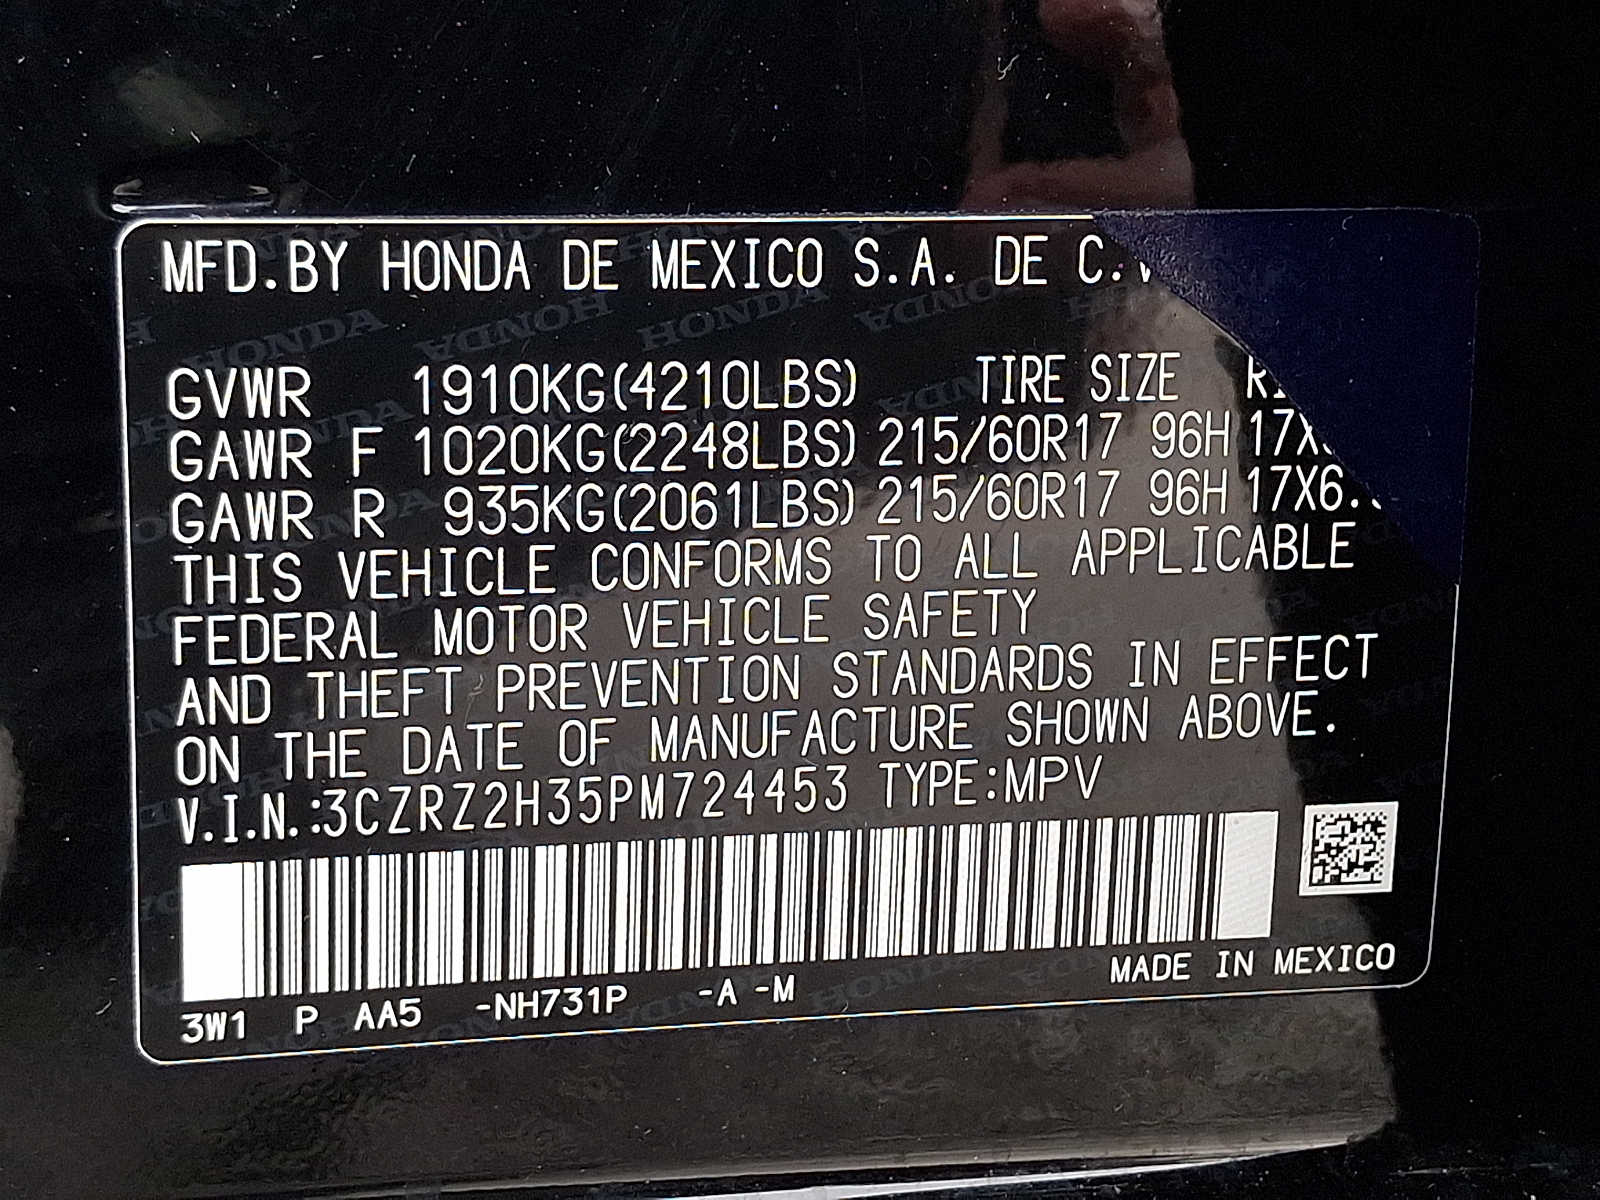 MFD.BY HONDA DE MEXICO S.A. DE C.
GVWR 1910KG(4210LBS) TIRE SIZE
GAWR F 1020KG(2248LBS) 215/60R17 96H 17X
GAWR R 935KG(2061LBS) 215/60R17 96H 17X6.
THIS VEHICLE CONFORMS TO ALL APPLICABLE
FEDERAL MOTOR VEHICLE SAFETY
AND THEFT PREVENTION STANDARDS IN EFFECT
ON THE DATE OF MANUFACTURE SHOWN ABOVE.
V.I.N.:3CZRZ2H35PM724453 TYPE:MPV
3W1 P AA5 -NH731P -A -M MADE IN MEXICO